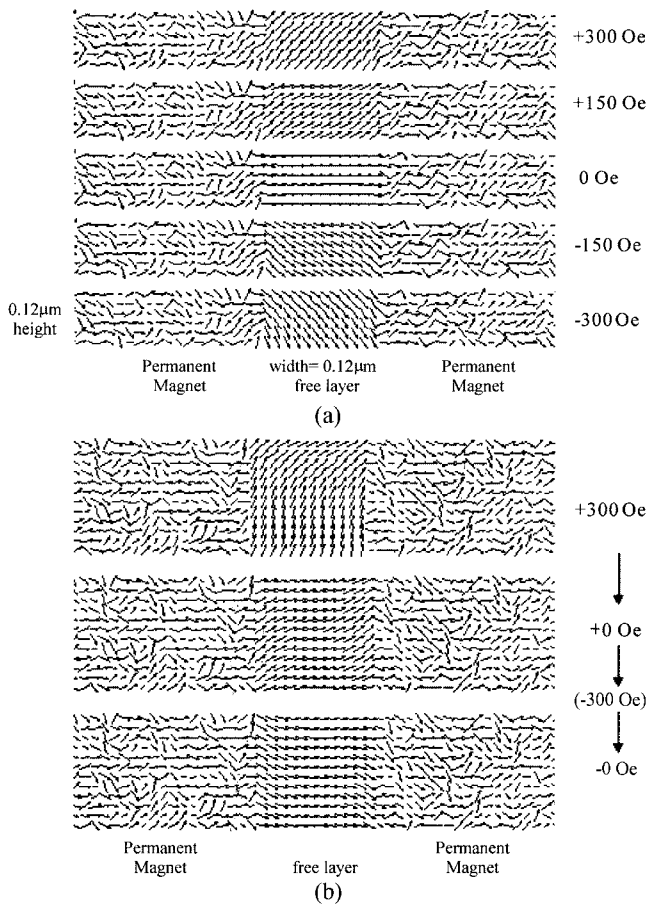 +300 Oe
+150 Oe
0 Oe
-150 Oe
0.12μm
height
-300 Oe
Permanent
Magnet
width= 0.12μm
free layer
Permanent
Magnet
(a)
+300 Oe
+0 Oe
(-300 Oe)
-0 Oe
Permanent
Magnet
free layer
Permanent
Magnet
(b)